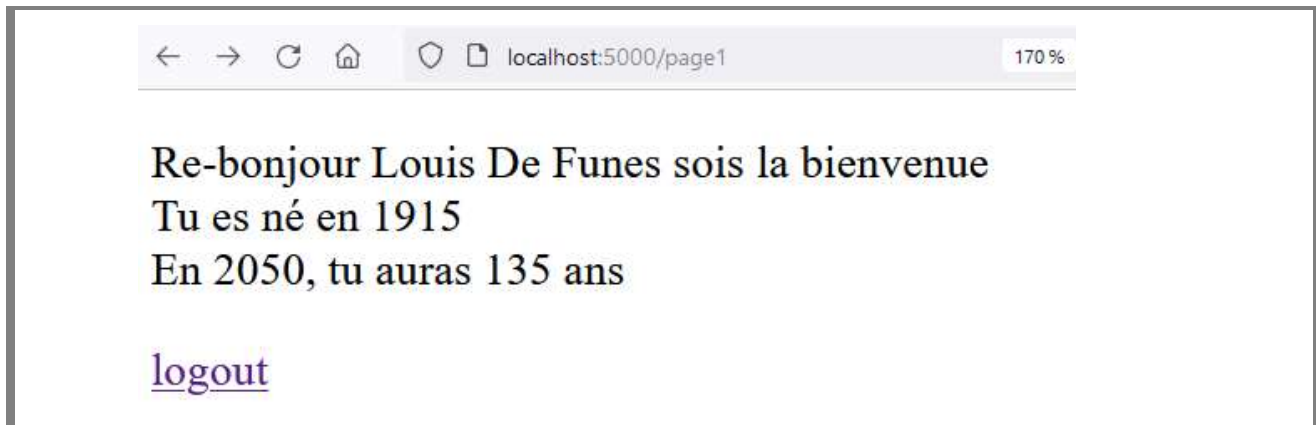 localhost:5000/page1 170 %
Re-bonjour Louis De Funes sois la bienvenue
Tu es né en 1915
En 2050, tu auras 135 ans
logout